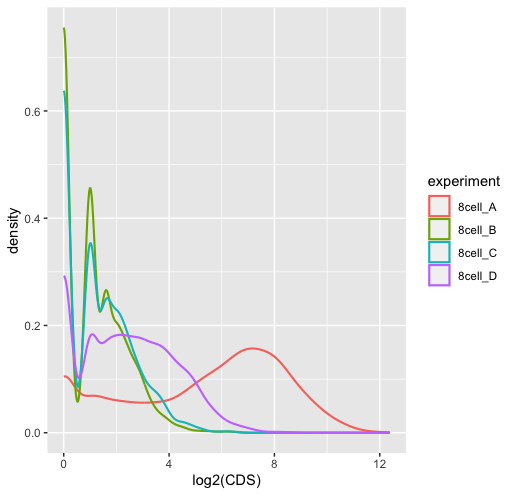 density
0.6
0.4
0.2
0.0
0
4
8
12
log2(CDS)
experiment
8cell_A
8cell_B
8cell_C
8cell_D